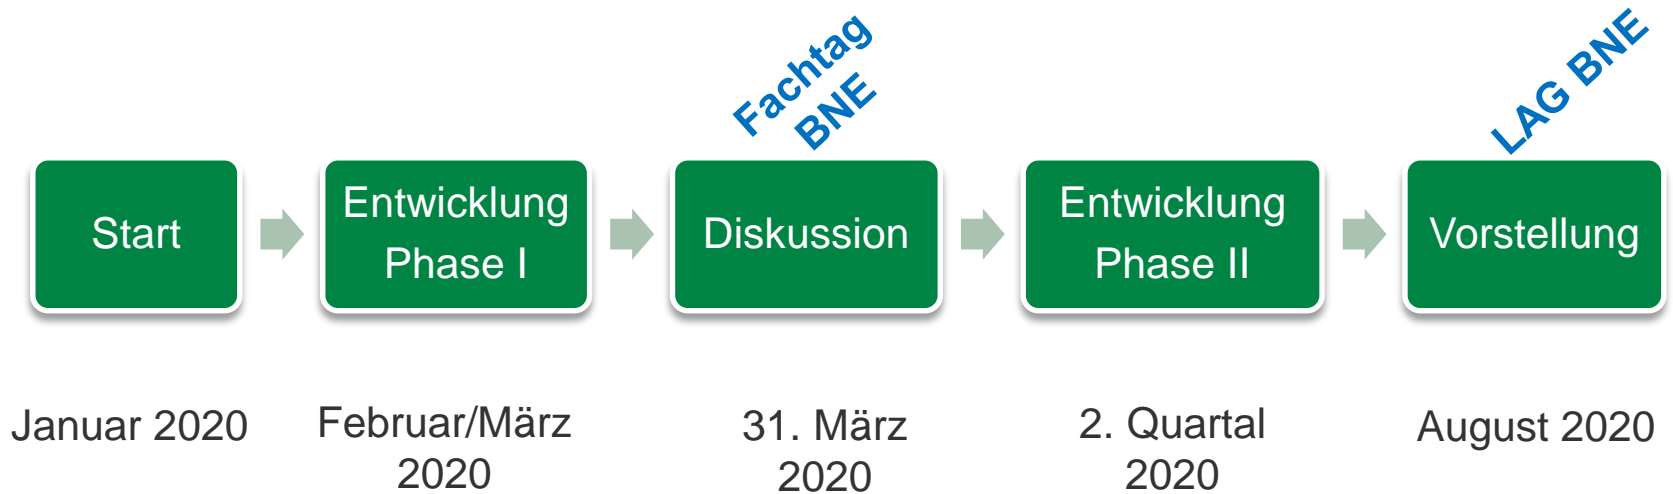 Fachtag
BNE
LAG BNE
Start
Entwicklung
Phase I
Diskussion
Entwicklung
Phase II
Vorstellung
Januar 2020
Februar/März
2020
31. März
2020
2. Quartal
2020
August 2020